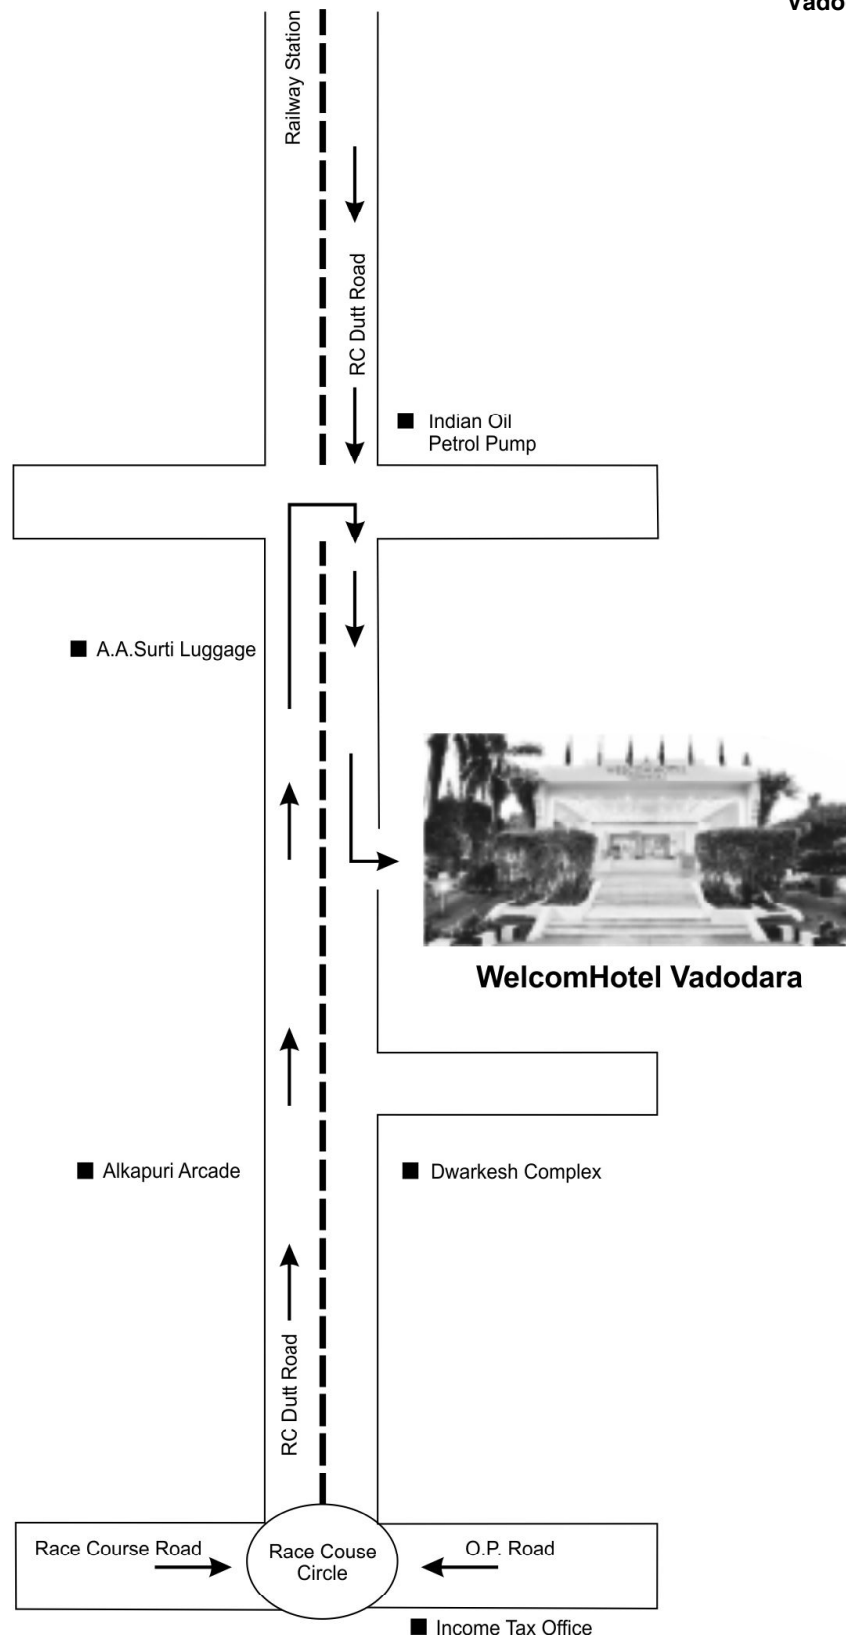 Railway Station
RC Dutt Road
Indian Oil
Petrol Pump
A.A.Surti Luggage
WelcomHotel Vadodara
Alkapuri Arcade
Dwarkesh Complex
RC Dutt Road
Race Course Road
Race Couse
Circle
O.P. Road
Income Tax Office